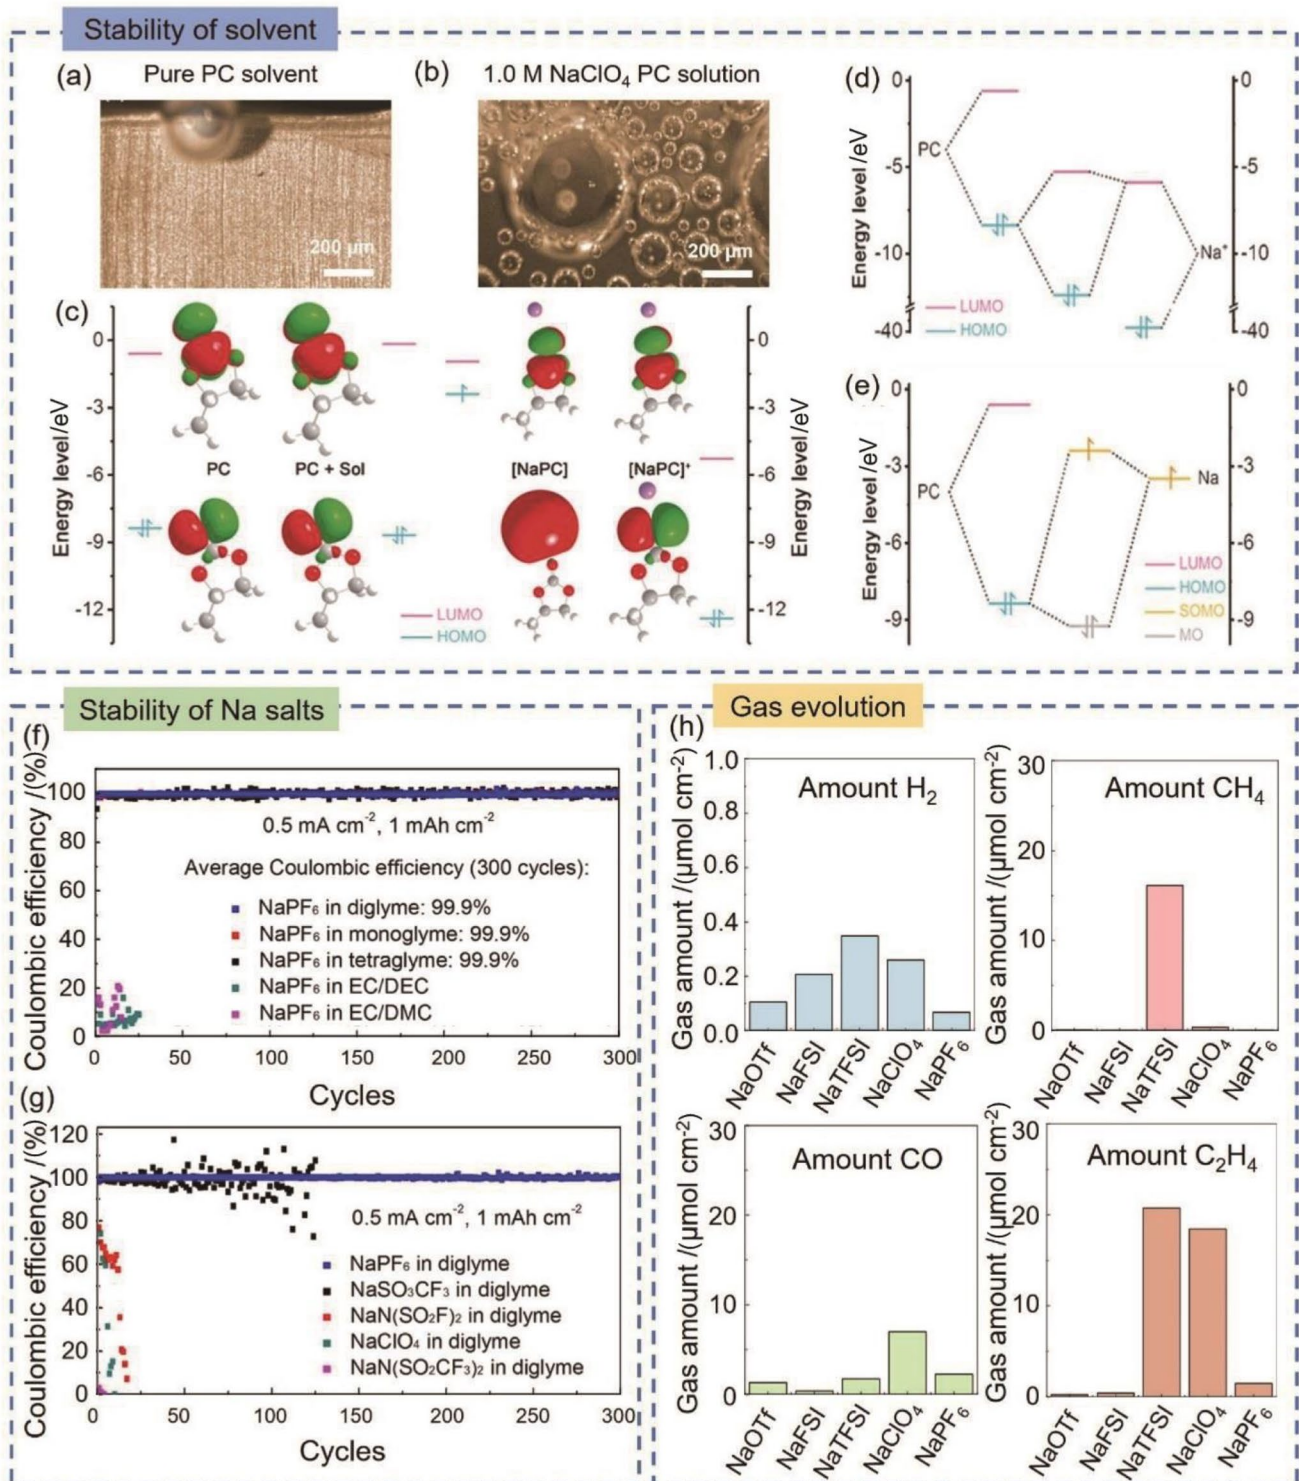 Stability of solvent
(a) Pure PC solvent
200 μm
(b) 1.0 M NaClO₄ PC solution
200 μm
(c)
Energy level/eV
0
-3
-6
-9
-12
PC
PC + Sol
[NaPC]
[NaPC]⁺
LUMO
HOMO
0
-3
-6
-9
-12
Energy level/eV
(d)
Energy level/eV
0
-5
-10
-40
PC
Na⁺
LUMO
HOMO
0
-5
-10
-40
(e)
Energy level/eV
0
-3
-6
-9
PC
Na
LUMO
HOMO
SOMO
MO
0
-3
-6
-9
Stability of Na salts
(f)
Coulombic efficiency /(%)
100
80
60
40
20
0
0.5 mA cm⁻², 1 mAh cm⁻²
Average Coulombic efficiency (300 cycles):
NaPF₆ in diglyme: 99.9%
NaPF₆ in monoglyme: 99.9%
NaPF₆ in tetraglyme: 99.9%
NaPF₆ in EC/DEC
NaPF₆ in EC/DMC
0 50 100 150 200 250 300
Cycles
(g)
Coulombic efficiency /(%)
120
100
80
60
40
20
0
0.5 mA cm⁻², 1 mAh cm⁻²
NaPF₆ in diglyme
NaSO₃CF₃ in diglyme
NaN(SO₂F)₂ in diglyme
NaClO₄ in diglyme
NaN(SO₂CF₃)₂ in diglyme
0 50 100 150 200 250 300
Cycles
Gas evolution
(h)
Gas amount /(μmol cm⁻²)
1.0
0.8
0.6
0.4
0.2
0.0
Amount H₂
NaOTf NaFSI NaTFSI NaClO₄ NaPF₆
Gas amount /(μmol cm⁻²)
30
20
10
0
Amount CH₄
NaOTf NaFSI NaTFSI NaClO₄ NaPF₆
Gas amount /(μmol cm⁻²)
30
20
10
0
Amount CO
NaOTf NaFSI NaTFSI NaClO₄ NaPF₆
Gas amount /(μmol cm⁻²)
30
20
10
0
Amount C₂H₄
NaOTf NaFSI NaTFSI NaClO₄ NaPF₆